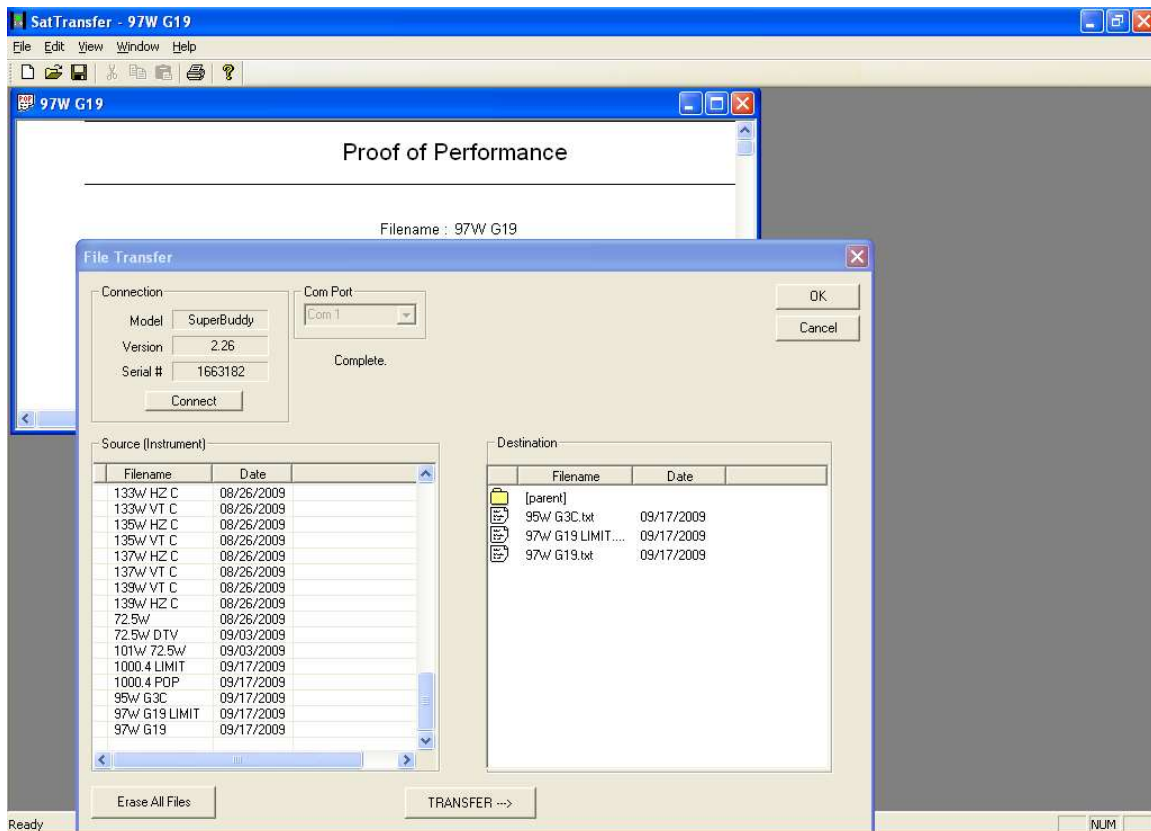 SatTransfer - 97W G19
File Edit View Window Help
97W G19
Proof of Performance
Filename : 97W G19
File Transfer
Connection
Model SuperBuddy
Version 2.26
Serial # 1663182
Connect
Com Port
Com 1
Complete.
OK
Cancel
Source (Instrument)
Filename Date
133W HZ C 08/26/2009
133W VT C 08/26/2009
135W HZ C 08/26/2009
135W VT C 08/26/2009
137W HZ C 08/26/2009
137W VT C 08/26/2009
139W VT C 08/26/2009
139W HZ C 08/26/2009
72.5W 08/26/2009
72.5W DTV 09/03/2009
101W 72.5W 09/03/2009
1000.4 LIMIT 09/17/2009
1000.4 POP 09/17/2009
95W G3C 09/17/2009
97W G19 LIMIT 09/17/2009
97W G19 09/17/2009
Destination
Filename Date
[parent]
95W G3C.txt 09/17/2009
97W G19 LIMIT.... 09/17/2009
97W G19.txt 09/17/2009
Erase All Files
TRANSFER --->
Ready
NUM